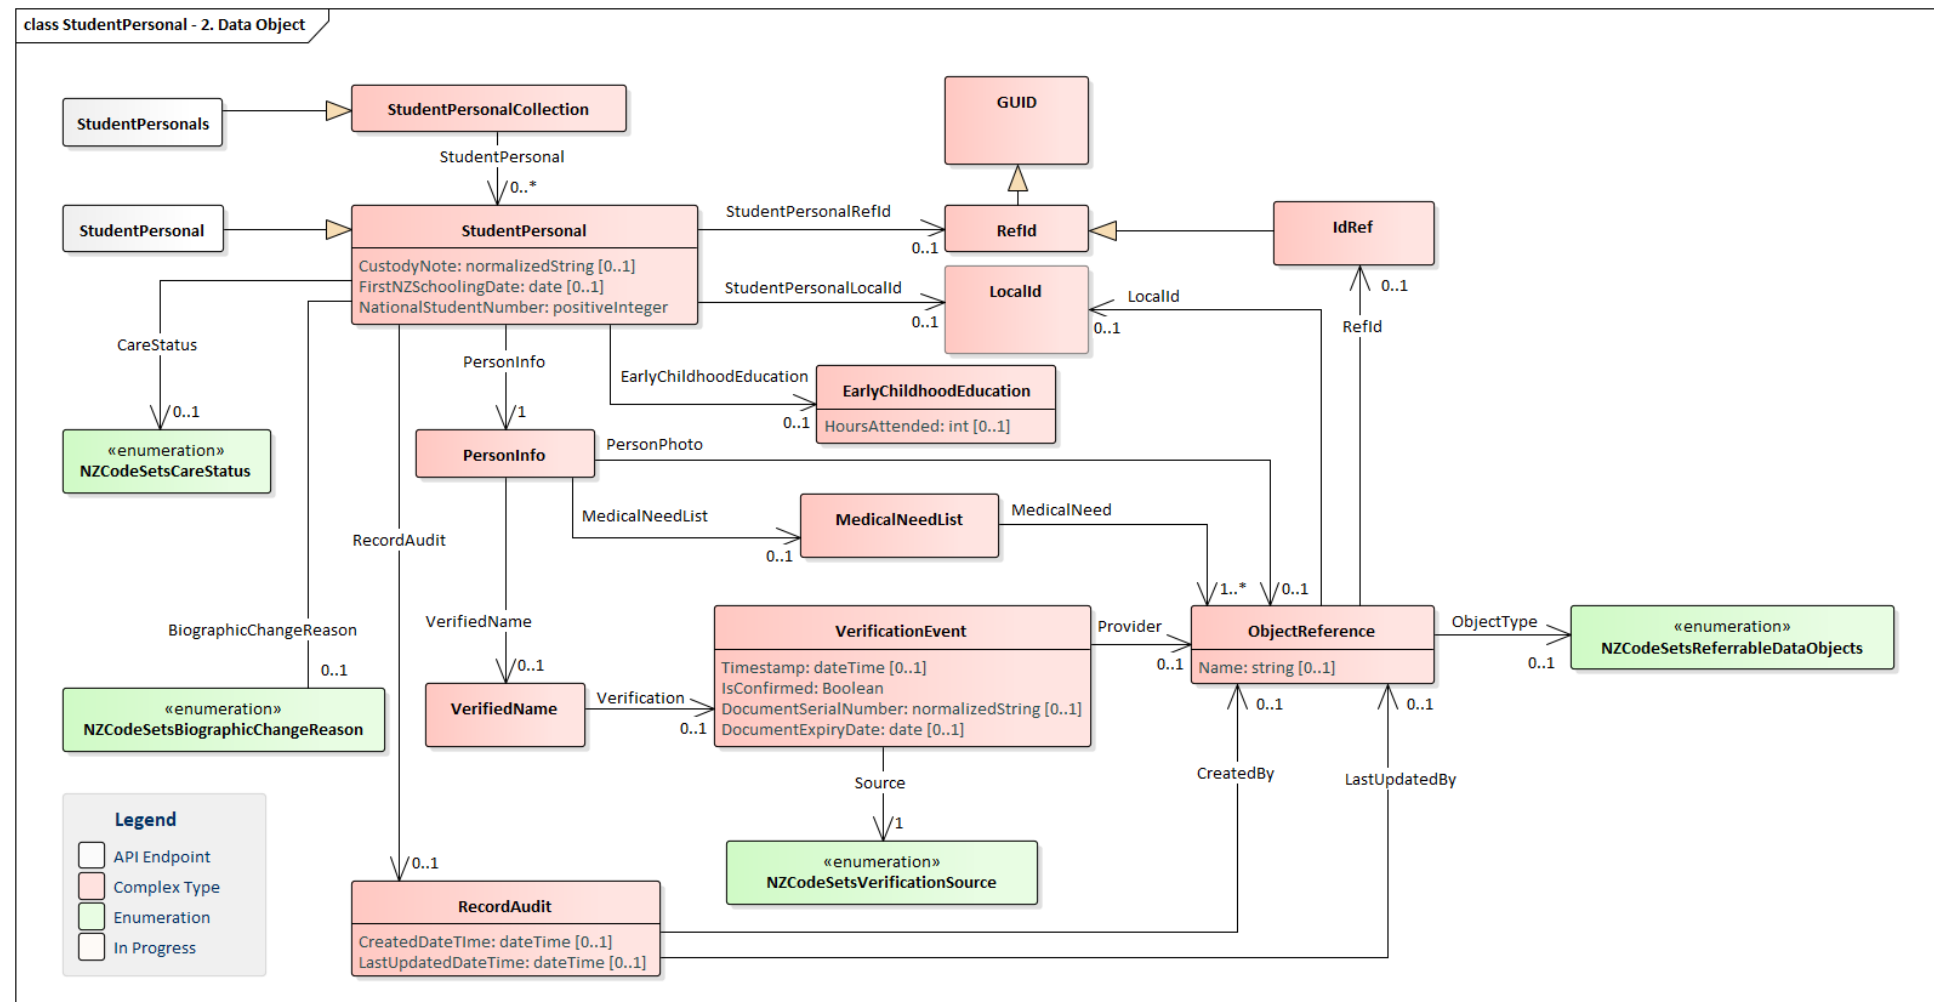 class StudentPersonal - 2. Data Object
StudentPersonals
StudentPersonalCollection
GUID
StudentPersonal
0..*
StudentPersonal
StudentPersonal
CustodyNote: normalizedString [0..1]
FirstNZSchoolingDate: date [0..1]
NationalStudentNumber: positiveInteger
StudentPersonalRefId
0..1
RefId
IdRef
StudentPersonalLocalId
0..1
LocalId
LocalId
0..1
0..1
RefId
CareStatus
0..1
PersonInfo
1
EarlyChildhoodEducation
0..1
EarlyChildhoodEducation
HoursAttended: int [0..1]
«enumeration»
NZCodeSetsCareStatus
PersonInfo
PersonPhoto
0..1
MedicalNeedList
0..1
MedicalNeedList
MedicalNeed
1..*
RecordAudit
0..1
BiographicChangeReason
0..1
VerifiedName
0..1
«enumeration»
NZCodeSetsBiographicChangeReason
VerifiedName
Verification
0..1
VerificationEvent
Timestamp: dateTime [0..1]
IsConfirmed: Boolean
DocumentSerialNumber: normalizedString [0..1]
DocumentExpiryDate: date [0..1]
Provider
0..1
ObjectReference
Name: string [0..1]
ObjectType
0..1
«enumeration»
NZCodeSetsReferrableDataObjects
0..1
0..1
CreatedBy
LastUpdatedBy
Source
1
«enumeration»
NZCodeSetsVerificationSource
Legend
API Endpoint
Complex Type
Enumeration
In Progress
RecordAudit
CreatedDateTIme: dateTime [0..1]
LastUpdatedDateTime: dateTime [0..1]